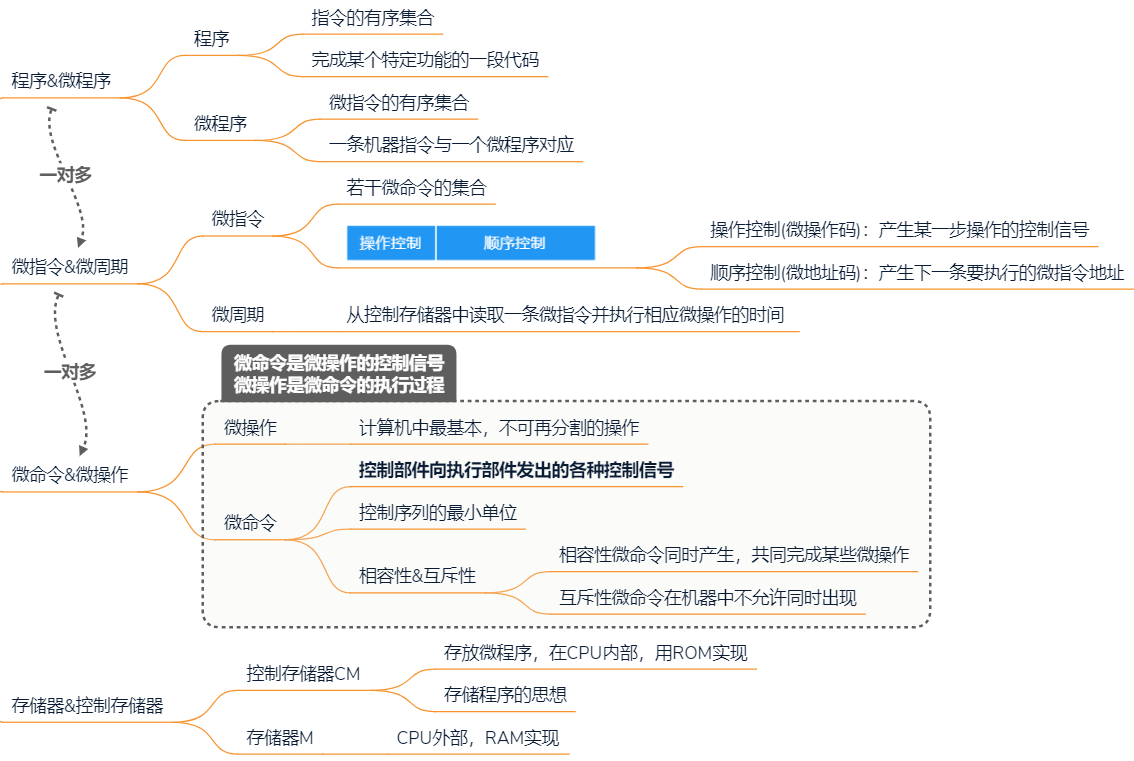 程序&微程序
程序
指令的有序集合
完成某个特定功能的一段代码
微程序
微指令的有序集合
一条机器指令与一个微程序对应
一对多
微指令&微周期
微指令
若干微命令的集合
操作控制 顺序控制
操作控制(微操作码)：产生某一步操作的控制信号
顺序控制(微地址码)：产生下一条要执行的微指令地址
微周期
从控制存储器中读取一条微指令并执行相应微操作的时间
一对多
微命令&微操作
微命令是微操作的控制信号
微操作是微命令的执行过程
微操作
计算机中最基本，不可再分割的操作
微命令
控制部件向执行部件发出的各种控制信号
控制序列的最小单位
相容性&互斥性
相容性微命令同时产生，共同完成某些微操作
互斥性微命令在机器中不允许同时出现
存储器&控制存储器
控制存储器CM
存放微程序，在CPU内部，用ROM实现
存储程序的思想
存储器M
CPU外部，RAM实现